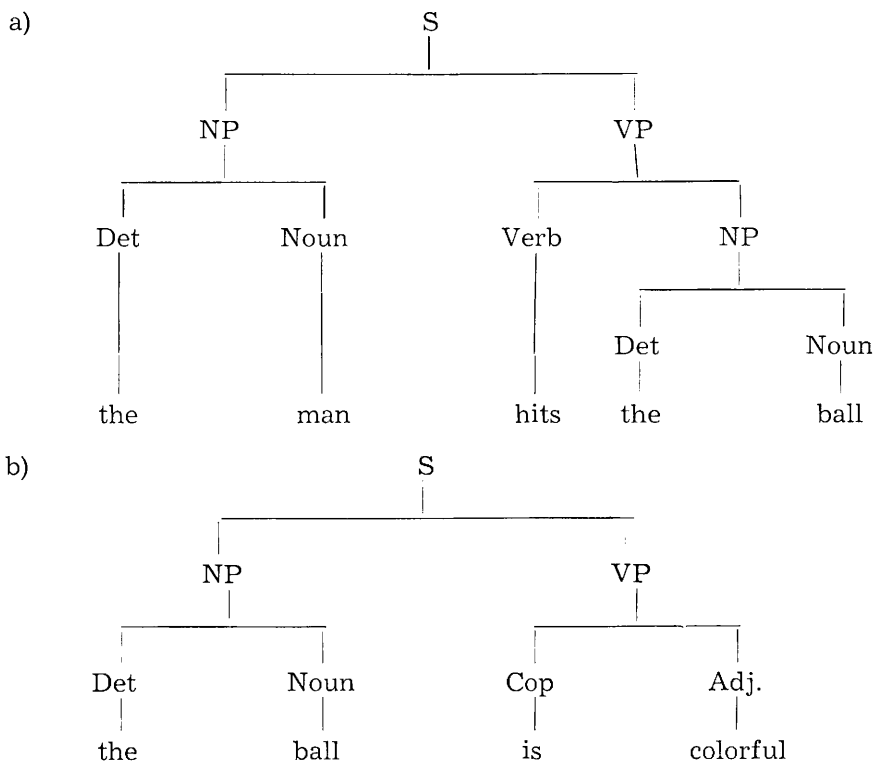 a) S
NP VP
Det Noun Verb NP
Det Noun
the man hits the ball
b) S
NP VP
Det Noun Cop Adj.
the ball is colorful